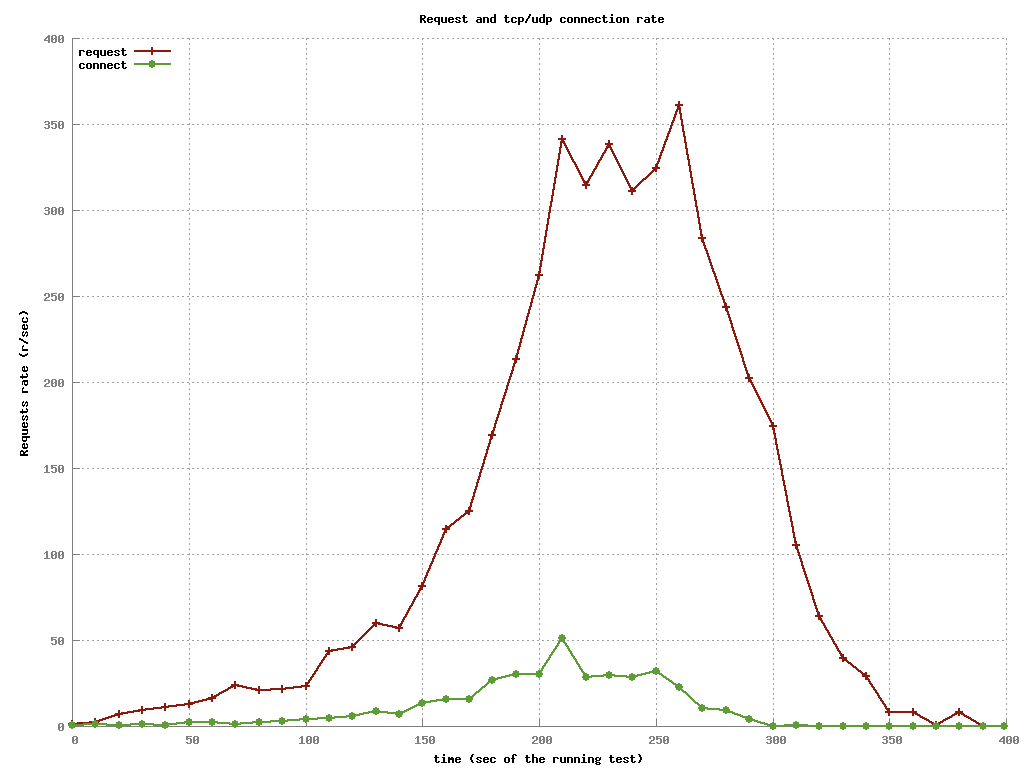 Request and tcp/udp connection rate
400
request
connect
350
300
250
200
150
100
50
0
Requests rate (r/sec)
0 50 100 150 200 250 300 350 400
time (sec of the running test)